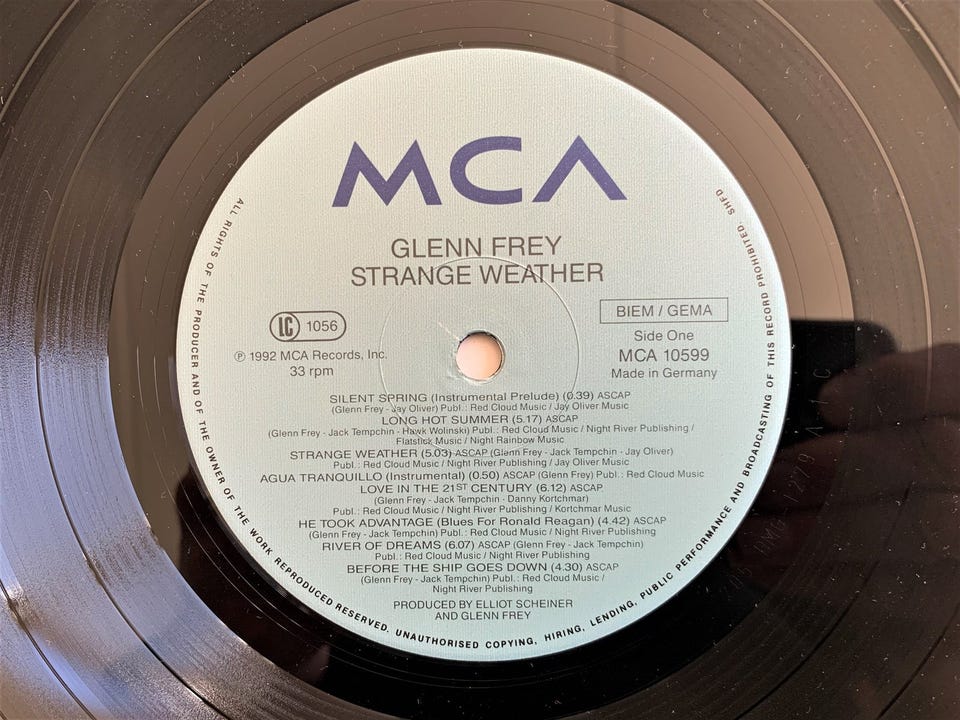 MCA
GLENN FREY
STRANGE WEATHER
LC 1056
℗ 1992 MCA Records, Inc.
33 rpm
BIEM / GEMA
Side One
MCA 10599
Made in Germany
SILENT SPRING (Instrumental Prelude) (0.39) ASCAP
(Glenn Frey - Jay Oliver) Publ.: Red Cloud Music / Jay Oliver Music
LONG HOT SUMMER (5.17) ASCAP
(Glenn Frey - Jack Tempchin - Hawk Wolinski) Publ.: Red Cloud Music / Night River Publishing /
Flatstick Music / Night Rainbow Music
STRANGE WEATHER (5.03) ASCAP (Glenn Frey - Jack Tempchin - Jay Oliver)
Publ.: Red Cloud Music / Night River Publishing / Jay Oliver Music
AGUA TRANQUILLO (Instrumental) (0.50) ASCAP (Glenn Frey) Publ.: Red Cloud Music
LOVE IN THE 21ST CENTURY (6.12) ASCAP
(Glenn Frey - Jack Tempchin - Danny Kortchmar)
Publ.: Red Cloud Music / Night River Publishing / Kortchmar Music
HE TOOK ADVANTAGE (Blues For Ronald Reagan) (4.42) ASCAP
(Glenn Frey - Jack Tempchin) Publ.: Red Cloud Music / Night River Publishing
RIVER OF DREAMS (6.07) ASCAP (Glenn Frey - Jack Tempchin)
Publ.: Red Cloud Music / Night River Publishing
BEFORE THE SHIP GOES DOWN (4.30) ASCAP
(Glenn Frey - Jack Tempchin) Publ.: Red Cloud Music /
Night River Publishing
PRODUCED BY ELLIOT SCHEINER
AND GLENN FREY
ALL RIGHTS OF THE PRODUCER AND OF THE OWNER OF THE WORK REPRODUCED RESERVED. UNAUTHORISED COPYING, HIRING, LENDING, PUBLIC PERFORMANCE AND BROADCASTING OF THIS RECORD PROHIBITED. SHFD